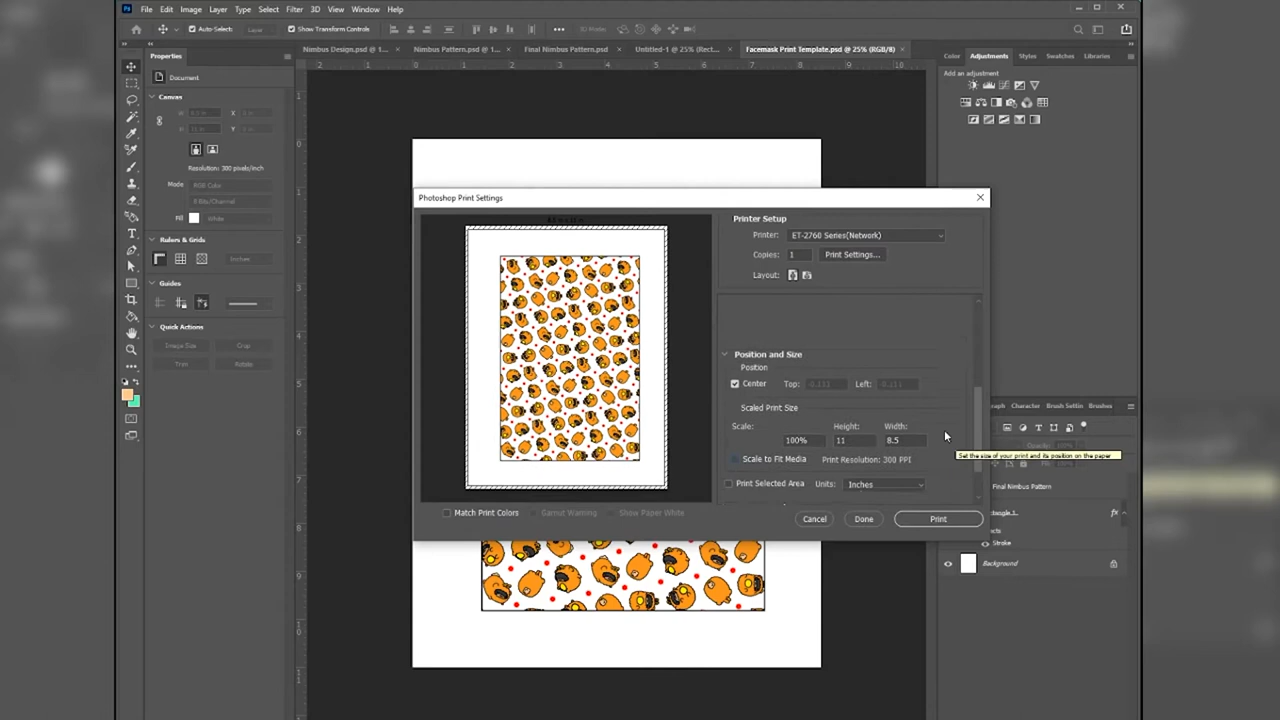 File Edit Image Layer Type Select Filter 3D View Window Help
Auto-Select: Layer Show Transform Controls 3D Mode
Properties
Nimbus Design.psd @ 1... Nimbus Pattern.psd @ 1... Final Nimbus Pattern.psd Untitled-1 @ 25% (Rect... Facemask Print Template.psd @ 25% (RGB/8)
Color Adjustments Styles Swatches Libraries
Document
Add an adjustment
Canvas
Resolution: 300 pixels/inch
Mode RGB Color
8 Bits/Channel
Fill White
Rulers & Grids
Inches
Guides
Quick Actions
Image Size Crop
Trim Rotate
Photoshop Print Settings
Printer Setup
Printer: ET-2760 Series(Network)
Copies: 1 Print Settings...
Layout:
Position and Size
Position
Center Top: Left:
Scaled Print Size
Scale: Height: Width:
100% 11 8.5
Scale to Fit Media Print Resolution: 300 PPI
Print Selected Area Units: Inches
Match Print Colors Gamut Warning Show Paper White
Cancel Done Print
Set the size of your print and its position on the paper
Character Brush Settin Brushes
Final Nimbus Pattern
Stroke
Background